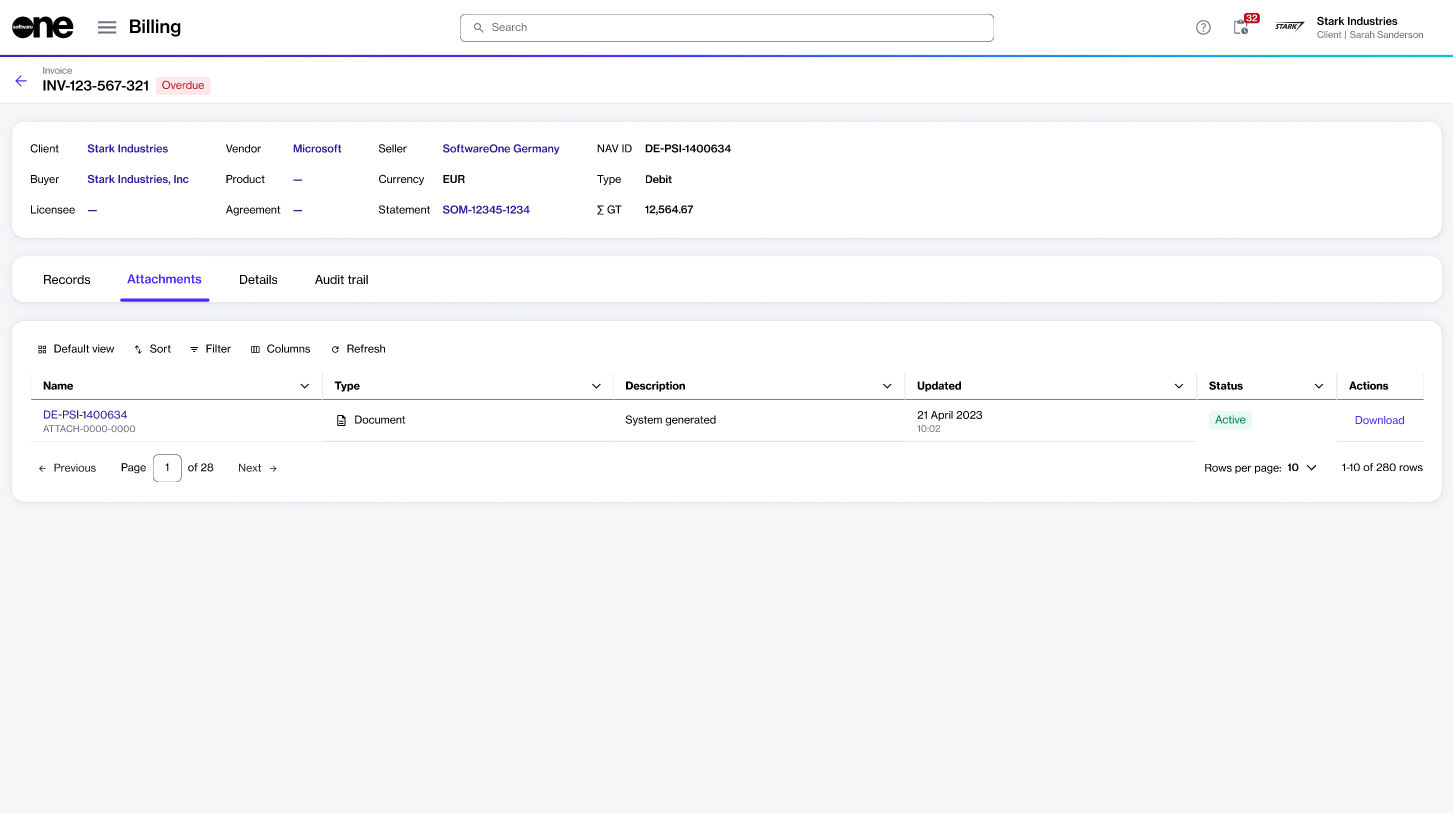 software one
Billing
Search
32
STARK
Stark Industries
Client | Sarah Sanderson
Invoice
INV-123-567-321 Overdue
Client Stark Industries Vendor Microsoft Seller SoftwareOne Germany NAV ID DE-PSI-1400634
Buyer Stark Industries, Inc Product — Currency EUR Type Debit
Licensee — Agreement — Statement SOM-12345-1234 Σ GT 12,564.67
Records Attachments Details Audit trail
Default view Sort Filter Columns Refresh
Name Type Description Updated Status Actions
DE-PSI-1400634 Document System generated 21 April 2023 Active Download
ATTACH-0000-0000 10:02
← Previous Page 1 of 28 Next → Rows per page: 10 1-10 of 280 rows